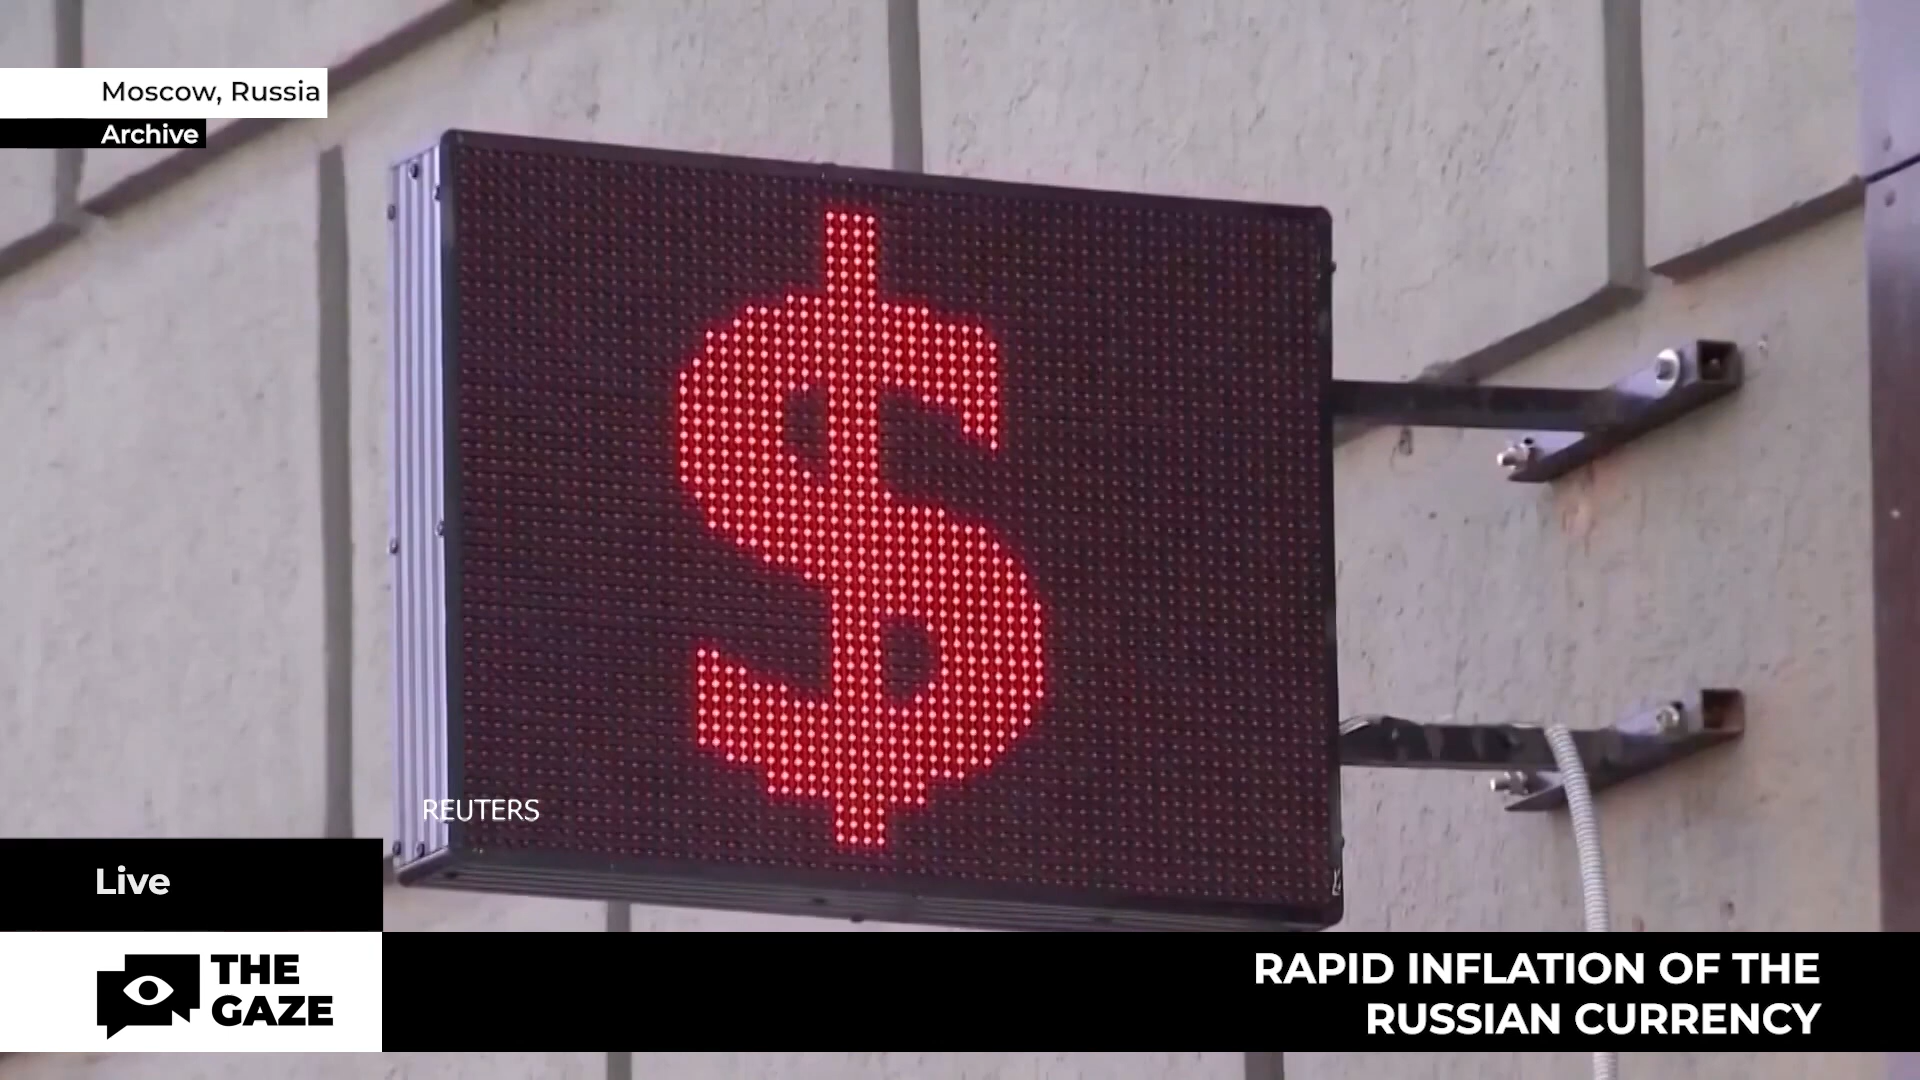 Moscow, Russia
Archive
$
REUTERS
Live
THE
GAZE
RAPID INFLATION OF THE
RUSSIAN CURRENCY